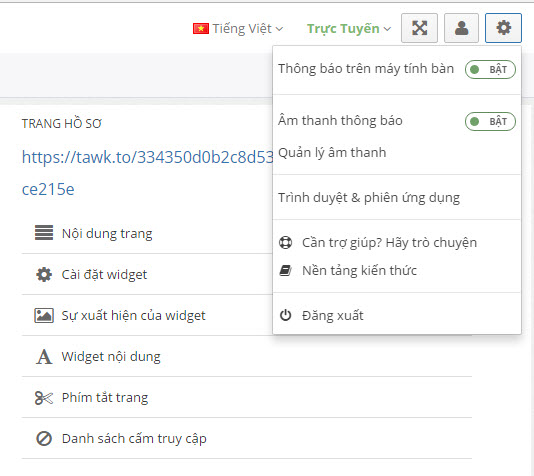 Tiếng Việt
Trực Tuyến
Thông báo trên máy tính bàn BẬT
Âm thanh thông báo BẬT
Quản lý âm thanh
Trình duyệt & phiên ứng dụng
Cần trợ giúp? Hãy trò chuyện
Nền tảng kiến thức
Đăng xuất
TRANG HỒ SƠ
https://tawk.to/334350d0b2c8d53
ce215e
Nội dung trang
Cài đặt widget
Sự xuất hiện của widget
Widget nội dung
Phím tắt trang
Danh sách cấm truy cập